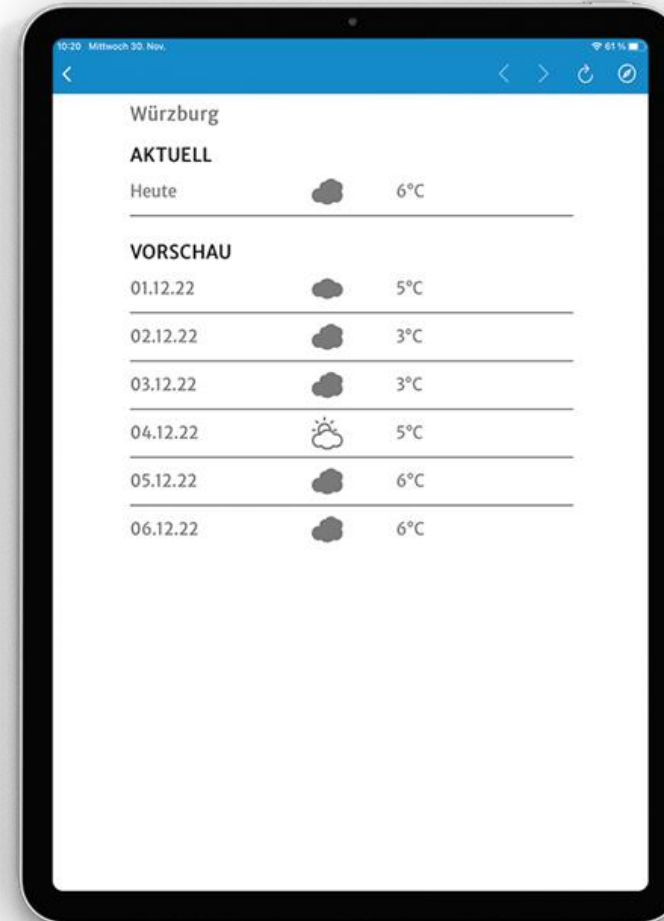 10:20 Mittwoch 30. Nov. 61 %
Würzburg
AKTUELL
Heute 6°C
VORSCHAU
01.12.22 5°C
02.12.22 3°C
03.12.22 3°C
04.12.22 5°C
05.12.22 6°C
06.12.22 6°C